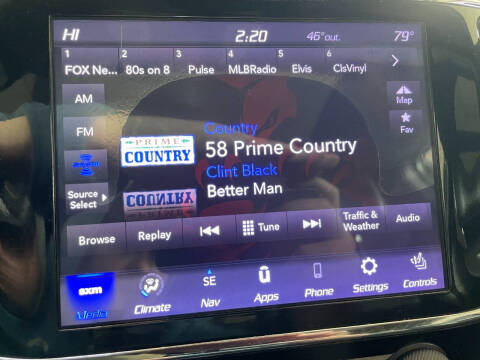 HI 2:20 46°out. 79°
1 2 3 4 5 6
FOX Ne... 80s on 8 Pulse MLBRadio Elvis ClsVinyl
AM
Map
FM
Fav
Country
PRIME
COUNTRY
58 Prime Country
Clint Black
Better Man
Source
Select
Browse Replay Tune Traffic &
Weather Audio
sxm SE
Media Climate Nav Apps Phone Settings Controls